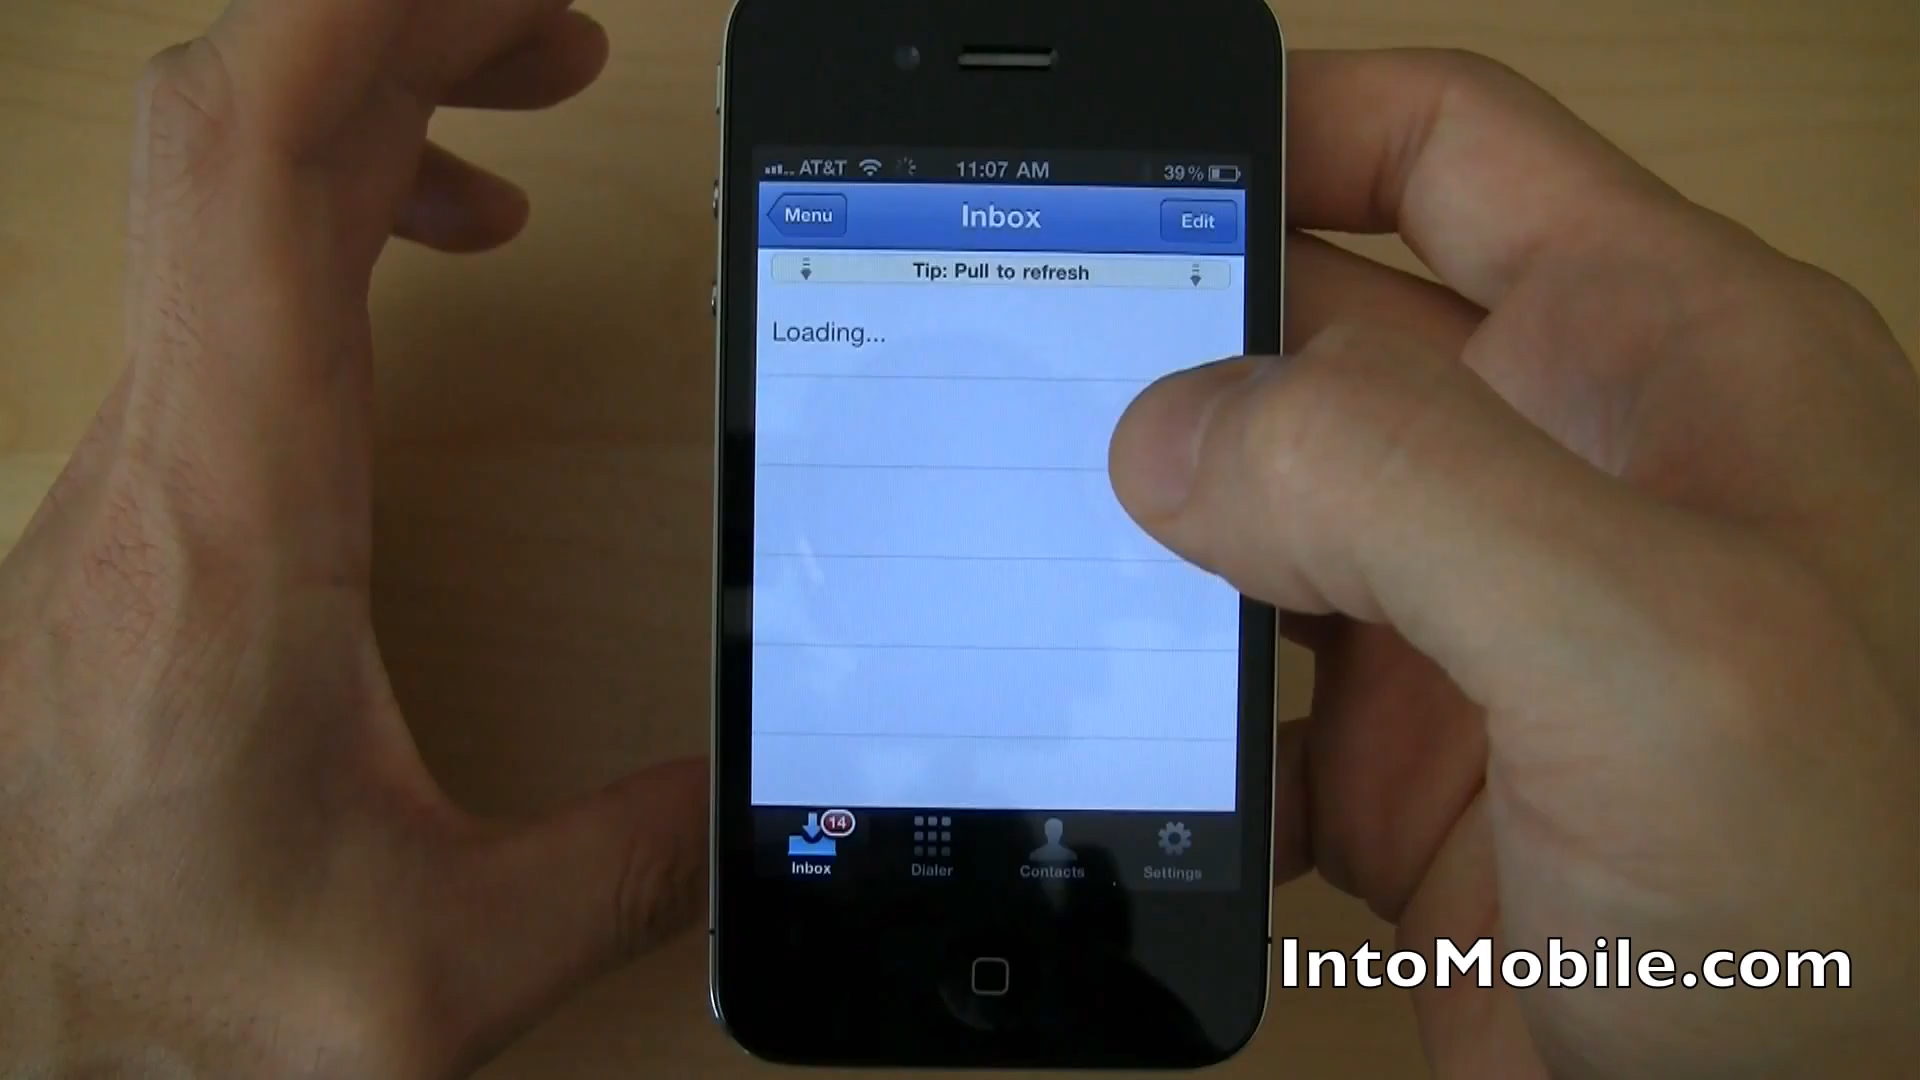 AT&T 11:07 AM 39%
Menu Inbox Edit
Tip: Pull to refresh
Loading...
14
Inbox Dialer Contacts Settings
IntoMobile.com